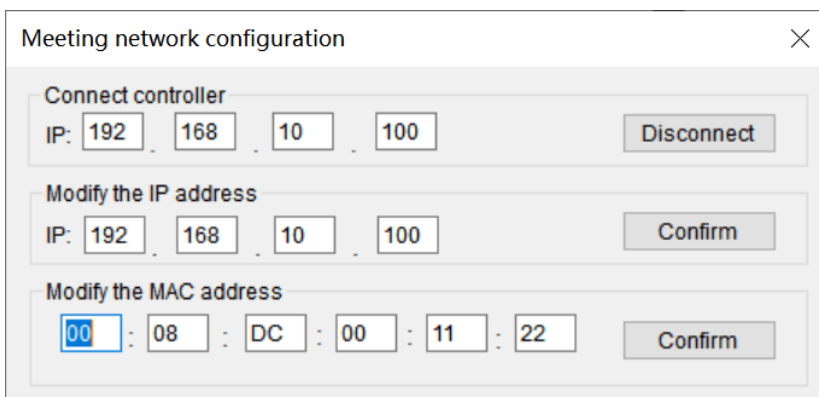 Meeting network configuration
Connect controller
IP: 192 . 168 . 10 . 100 Disconnect
Modify the IP address
IP: 192 . 168 . 10 . 100 Confirm
Modify the MAC address
00 : 08 : DC : 00 : 11 : 22 Confirm